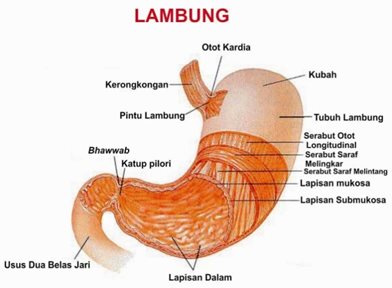 LAMBUNG
Otot Kardia
Kubah
Kerongkongan
Pintu Lambung
Tubuh Lambung
Serabut Otot
Longitudinal
Serabut Saraf
Melingkar
Serabut Saraf Melintang
Lapisan mukosa
Lapisan Submukosa
Bhawwab
Katup pilori
Usus Dua Belas Jari
Lapisan Dalam